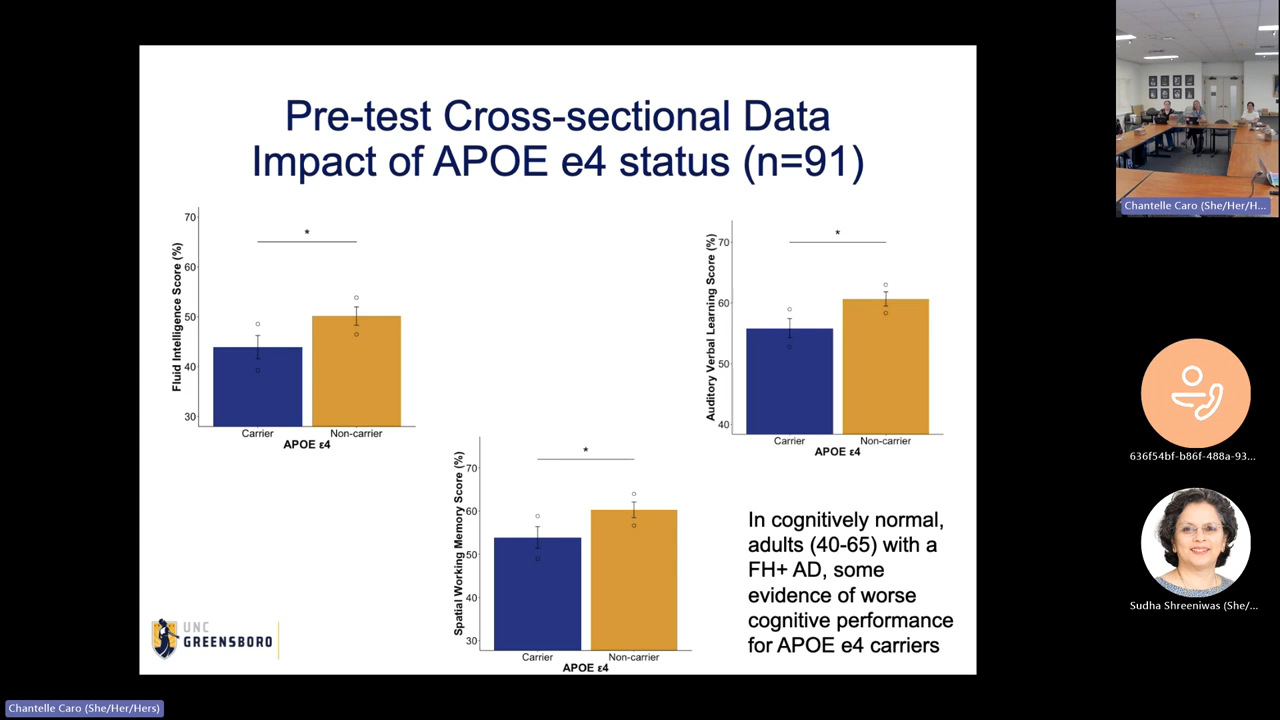 Pre-test Cross-sectional Data
Impact of APOE e4 status (n=91)
Fluid Intelligence Score (%)
70
60
50
40
30
*
Carrier
Non-carrier
APOE ε4
Auditory Verbal Learning Score (%)
70
60
50
40
*
Carrier
Non-carrier
APOE ε4
Spatial Working Memory Score (%)
70
60
50
40
30
*
Carrier
Non-carrier
APOE ε4
In cognitively normal,
adults (40-65) with a
FH+ AD, some
evidence of worse
cognitive performance
for APOE e4 carriers
UNC
GREENSBORO
Chantelle Caro (She/Her/H...
636f54bf-b86f-488a-93...
Sudha Shreeniwas (She/...
Chantelle Caro (She/Her/Hers)